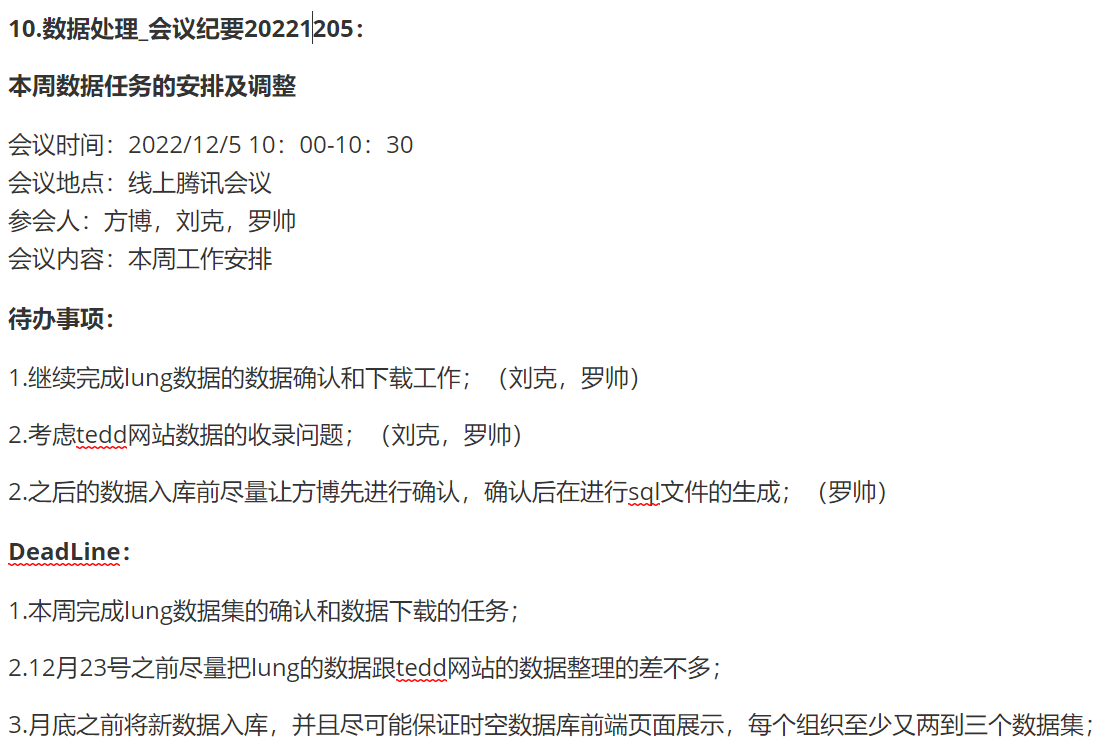 10.数据处理_会议纪要20221205：
本周数据任务的安排及调整
会议时间：2022/12/5 10：00-10：30
会议地点：线上腾讯会议
参会人：方博，刘克，罗帅
会议内容：本周工作安排
待办事项：
1.继续完成lung数据的数据确认和下载工作；（刘克，罗帅）
2.考虑tedd网站数据的收录问题；（刘克，罗帅）
2.之后的数据入库前尽量让方博先进行确认，确认后在进行sql文件的生成；（罗帅）
DeadLine：
1.本周完成lung数据集的确认和数据下载的任务；
2.12月23号之前尽量把lung的数据跟tedd网站的数据整理的差不多；
3.月底之前将新数据入库，并且尽可能保证时空数据库前端页面展示，每个组织至少又两到三个数据集；